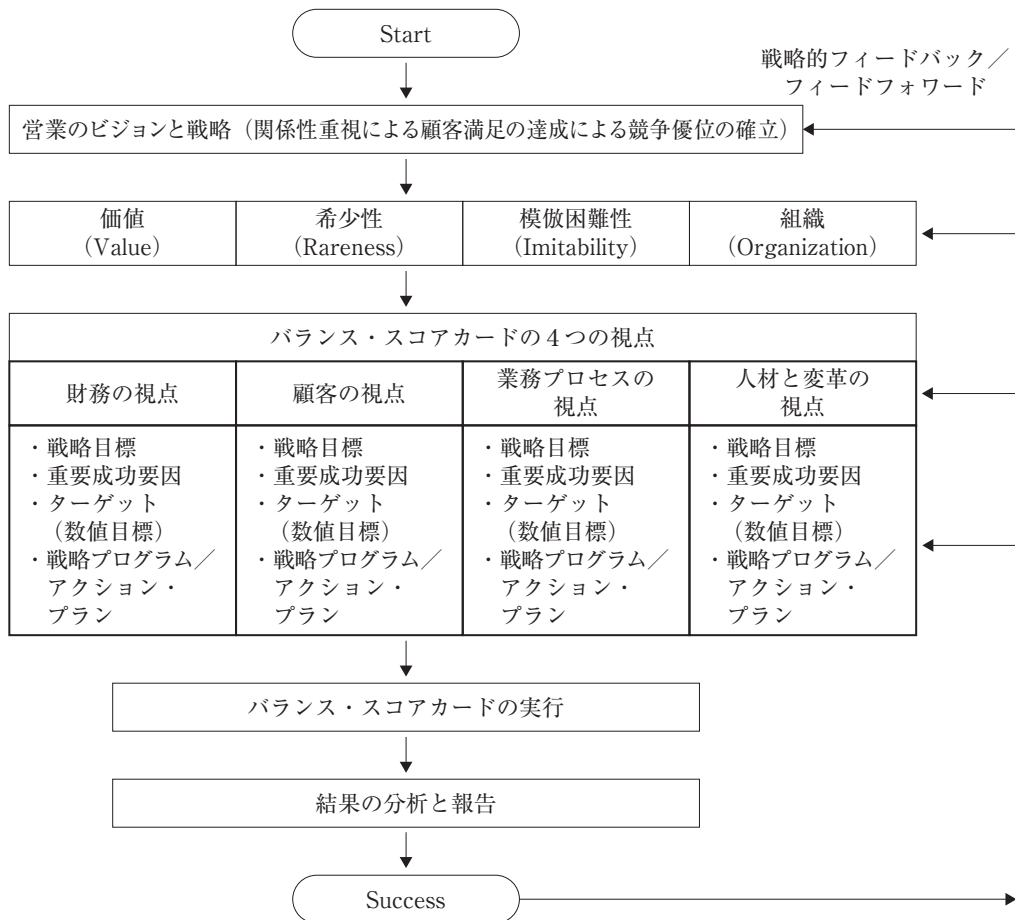 Start
戦略的フィードバック／
フィードフォワード
営業のビジョンと戦略（関係性重視による顧客満足の達成による競争優位の確立）
価値
（Value）
希少性
（Rareness）
模倣困難性
（Imitability）
組織
（Organization）
バランス・スコアカードの４つの視点
財務の視点
顧客の視点
業務プロセスの
視点
人材と変革の
視点
・戦略目標
・重要成功要因
・ターゲット
（数値目標）
・戦略プログラム／
アクション・
プラン
・戦略目標
・重要成功要因
・ターゲット
（数値目標）
・戦略プログラム／
アクション・
プラン
・戦略目標
・重要成功要因
・ターゲット
（数値目標）
・戦略プログラム／
アクション・
プラン
・戦略目標
・重要成功要因
・ターゲット
（数値目標）
・戦略プログラム／
アクション・
プラン
バランス・スコアカードの実行
結果の分析と報告
Success